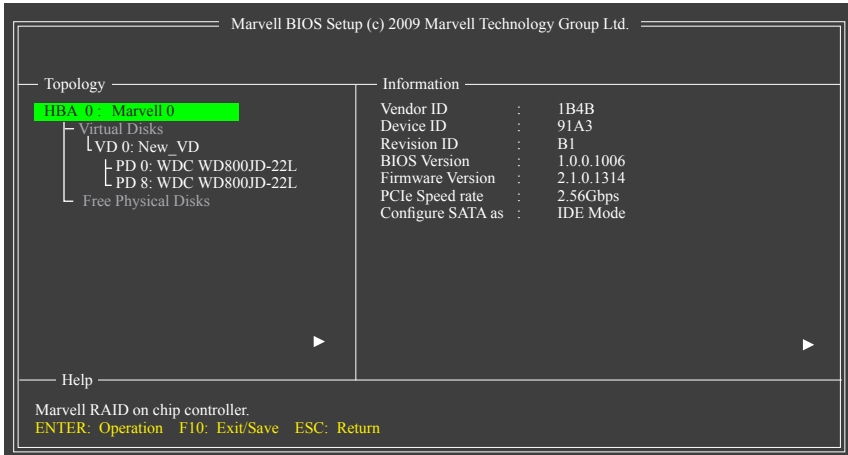 Marvell BIOS Setup (c) 2009 Marvell Technology Group Ltd.
Topology
HBA 0 : Marvell 0
Virtual Disks
VD 0: New_VD
PD 0: WDC WD800JD-22L
PD 8: WDC WD800JD-22L
Free Physical Disks
Information
Vendor ID : 1B4B
Device ID : 91A3
Revision ID : B1
BIOS Version : 1.0.0.1006
Firmware Version : 2.1.0.1314
PCIe Speed rate : 2.56Gbps
Configure SATA as : IDE Mode
Help
Marvell RAID on chip controller.
ENTER: Operation F10: Exit/Save ESC: Return